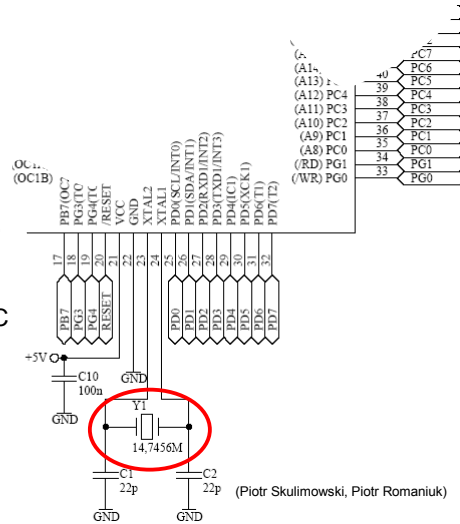 PC7
(A14
PC6
(A13)
40
PC5
(A12) PC4
39
PC4
(A11) PC3
38
PC3
(A10) PC2
37
PC2
(A9) PC1
36
PC1
(A8) PC0
35
PC0
(/RD) PG1
34
PG1
(/WR) PG0
33
PG0
(OC1B)
PB7(OC2
PG3(TO
PG4(TO
/RESET
VCC
GND
XTAL2
XTAL1
PD0(SCL/INT0)
PD1(SDA/INT1)
PD2(RXD1/INT2)
PD3(TXD1/INT3)
PD4(IC1)
PD5(XCK1)
PD6(T1)
PD7(T2)
17
18
19
20
21
22
23
24
25
26
27
28
29
30
31
32
PB7
PG3
PG4
RESET
PD0
PD1
PD2
PD3
PD4
PD5
PD6
PD7
C
+5V
C10
100n
GND
GND
Y1
14,7456M
C1
22p
C2
22p
GND
GND
(Piotr Skulimowski, Piotr Romaniuk)